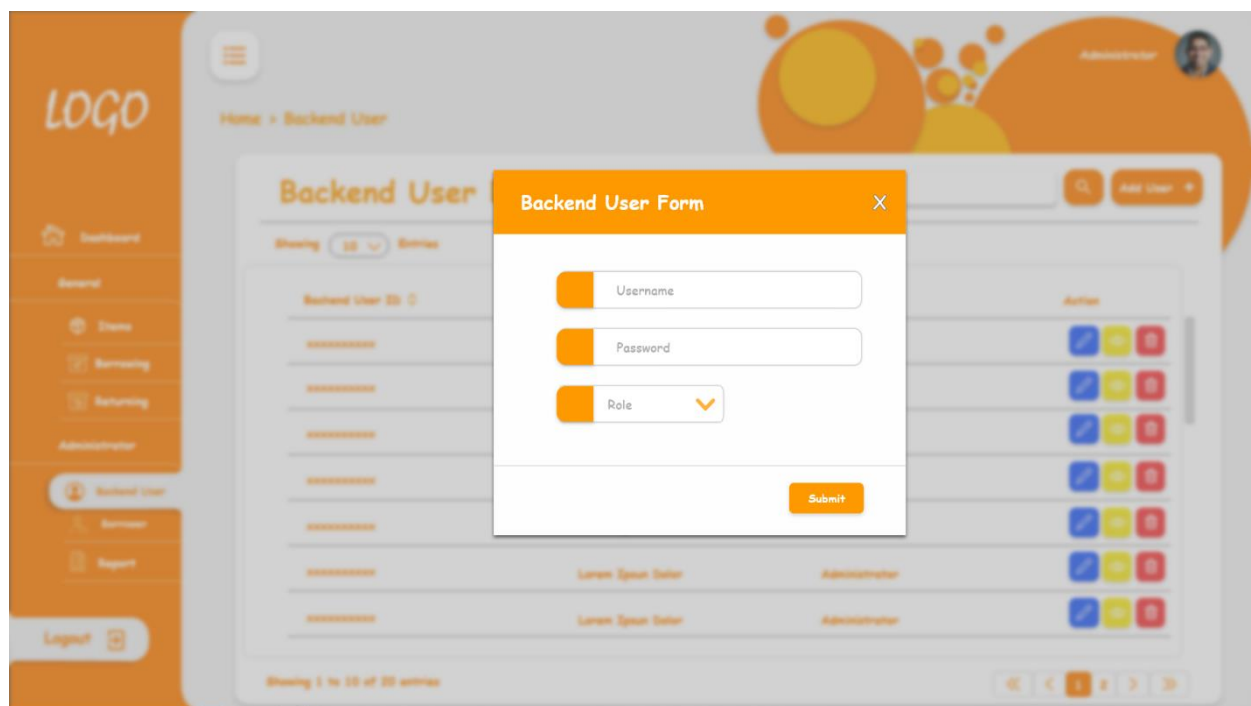 LOGO
Administrator
Home > Backend User
Backend User
Add User +
Backend User Form X
Dashboard
Showing 10 Entries
General
Backend User ID
Username
Action
Items
Password
Borrowing
Returning
Role
Administrator
Backend User
Submit
Borrower
Report
Lorem Ipsun Dolor Administrator
Lorem Ipsun Dolor Administrator
Logout
Showing 1 to 10 of 20 entries
« < 1 2 > »